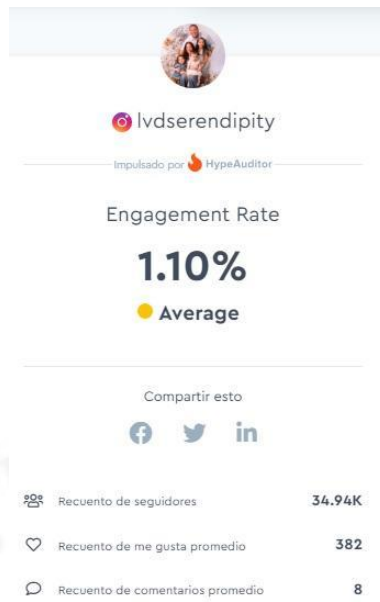 lvdserendipity
Impulsado por HypeAuditor
Engagement Rate
1.10%
Average
Compartir esto
Recuento de seguidores 34.94K
Recuento de me gusta promedio 382
Recuento de comentarios promedio 8